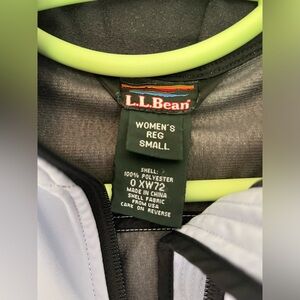 L.L.Bean
WOMEN'S
REG
SMALL
SHELL:
100% POLYESTER
0 XW72
MADE IN CHINA
SHELL FABRIC
FROM USA
CARE ON REVERSE